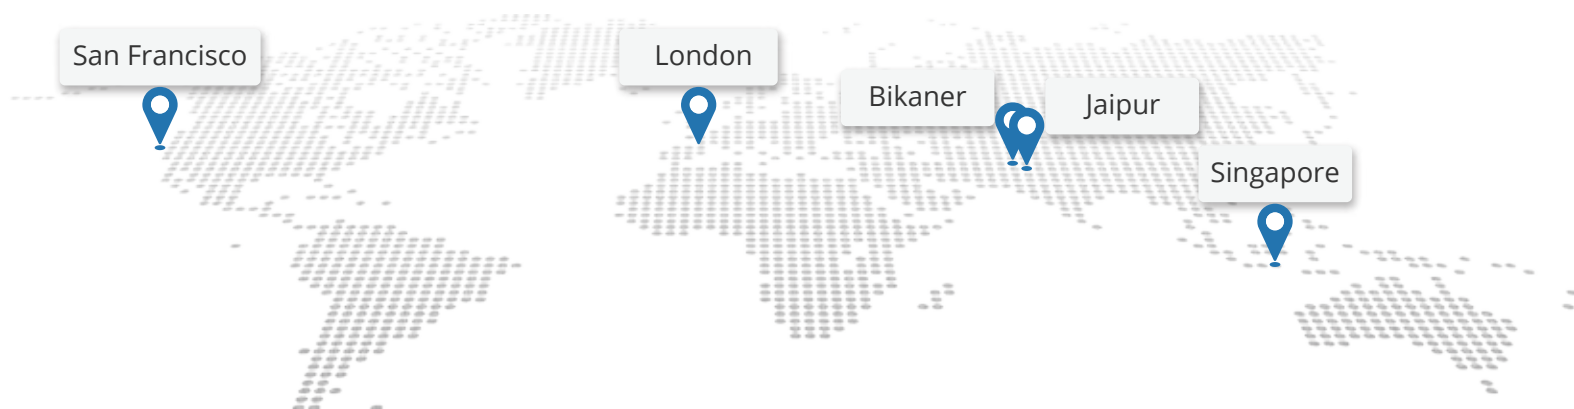 San Francisco
London
Bikaner
Jaipur
Singapore